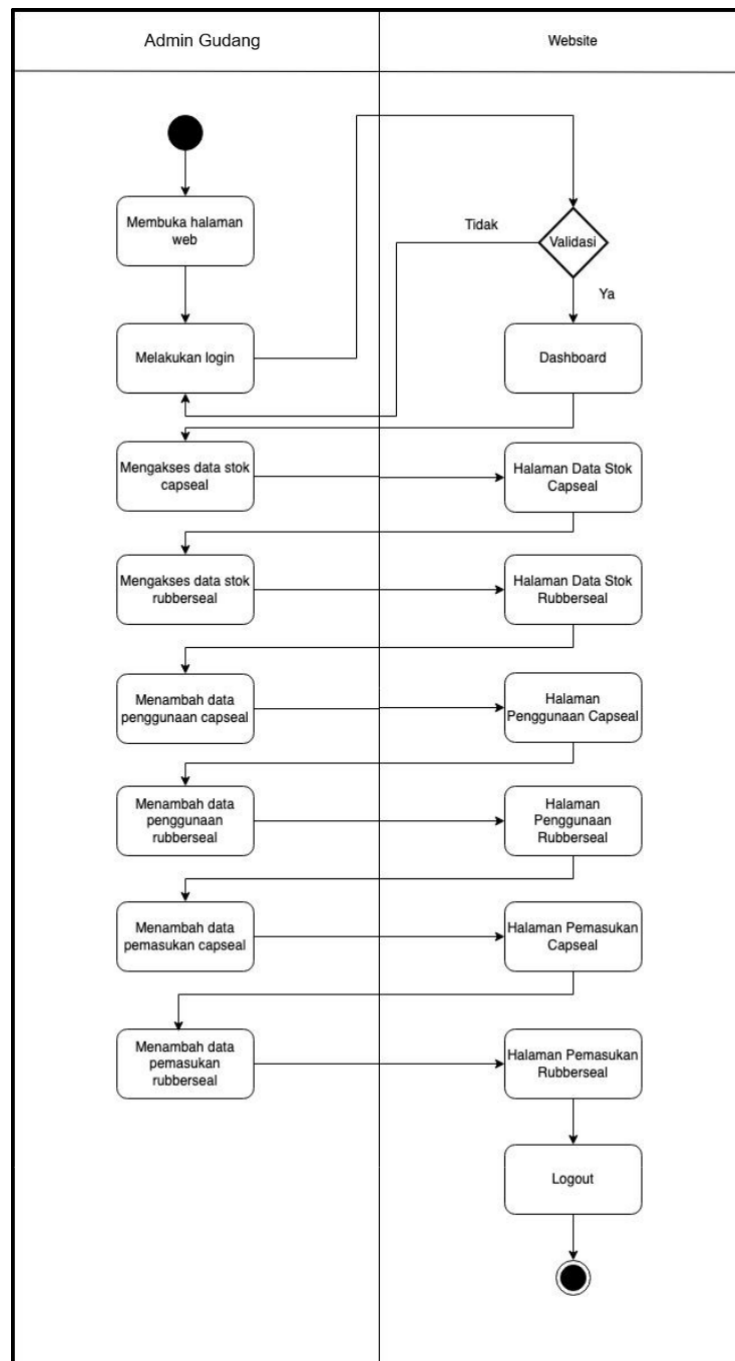 Admin Gudang
Website
Membuka halaman
web
Tidak
Validasi
Ya
Melakukan login
Dashboard
Mengakses data stok
capseal
Halaman Data Stok
Capseal
Mengakses data stok
rubberseal
Halaman Data Stok
Rubberseal
Menambah data
penggunaan capseal
Halaman
Penggunaan Capseal
Menambah data
penggunaan
rubberseal
Halaman
Penggunaan
Rubberseal
Menambah data
pemasukan capseal
Halaman Pemasukan
Capseal
Menambah data
pemasukan
rubberseal
Halaman Pemasukan
Rubberseal
Logout